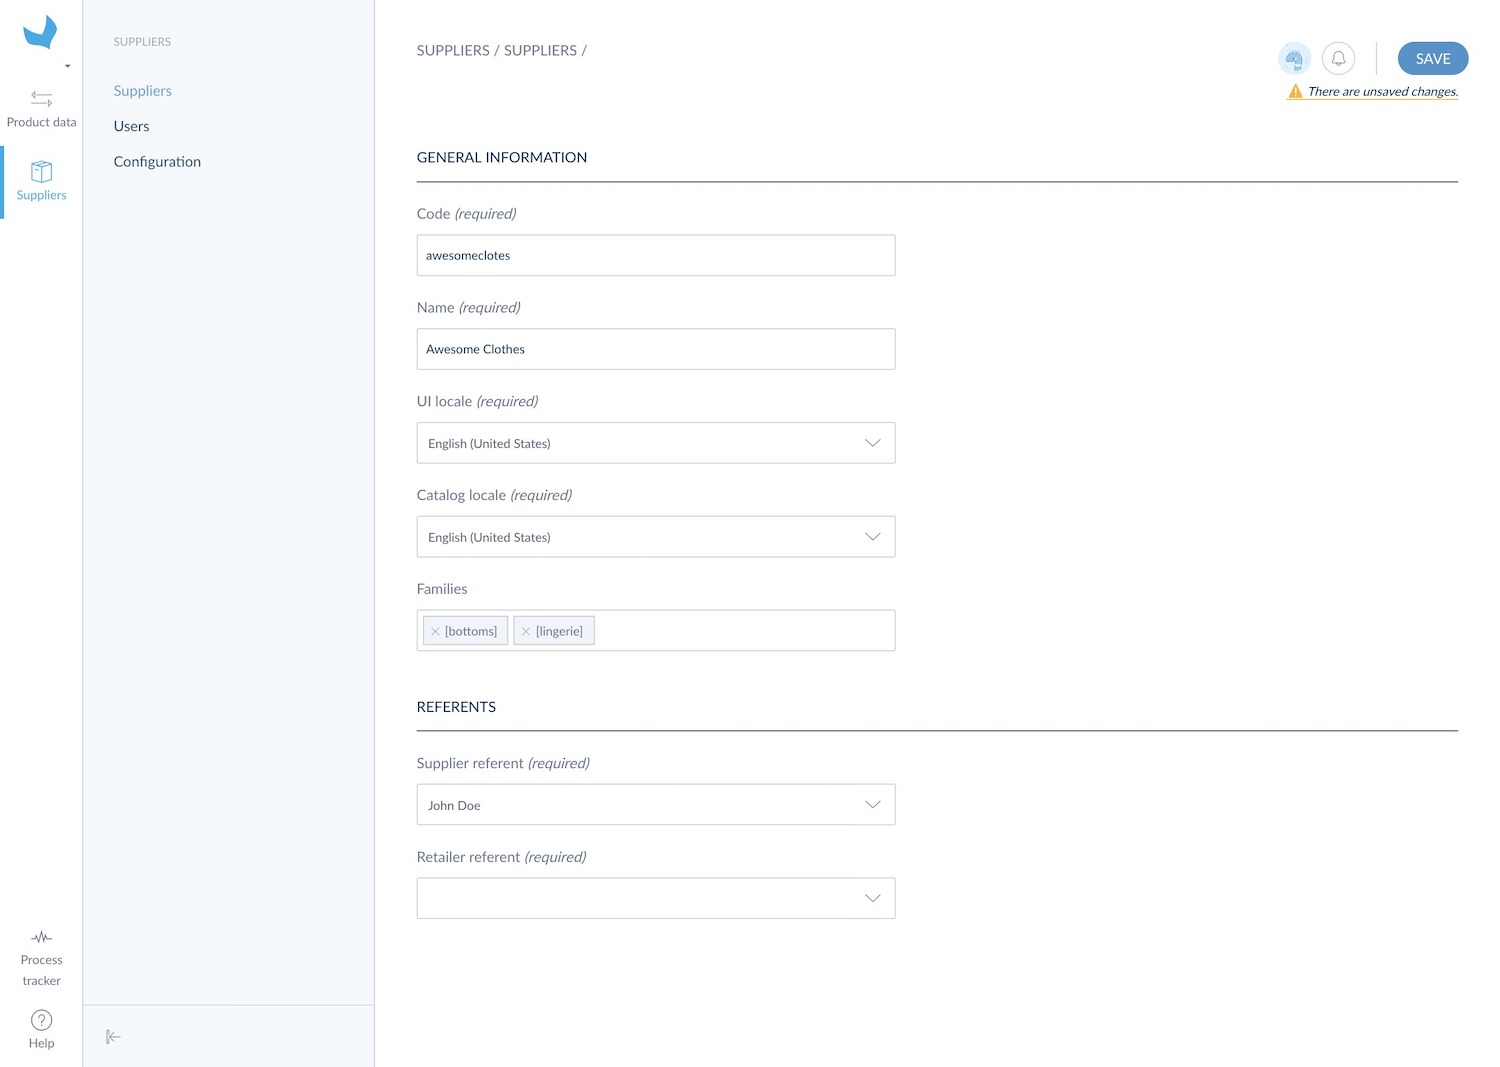 Product data
Suppliers
Process
tracker
Help
SUPPLIERS
Suppliers
Users
Configuration
SUPPLIERS / SUPPLIERS /
SAVE
There are unsaved changes.
GENERAL INFORMATION
Code (required)
awesomeclotes
Name (required)
Awesome Clothes
UI locale (required)
English (United States)
Catalog locale (required)
English (United States)
Families
× [bottoms] × [lingerie]
REFERENTS
Supplier referent (required)
John Doe
Retailer referent (required)